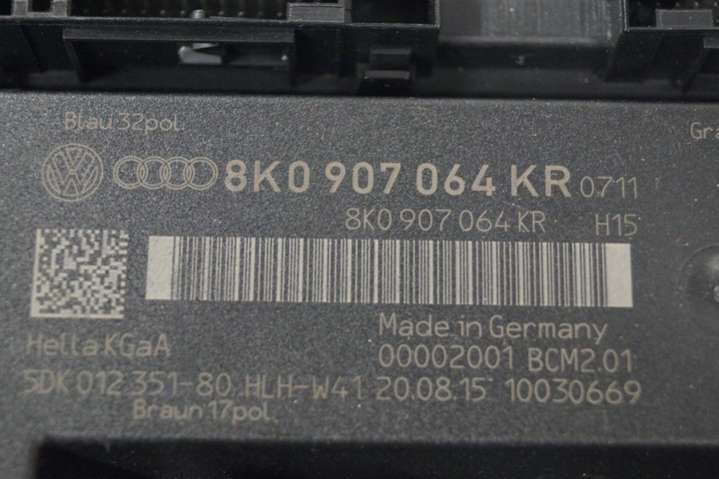 Blau 32pol.
Gr
8K0 907 064 KR 0711
8K0 907 064 KR H15
Made in Germany
Hella KGaA
00002001 BCM2.01
5DK 012 351-80 HLH-W41 20.08.15 10030669
Braun 17pol.